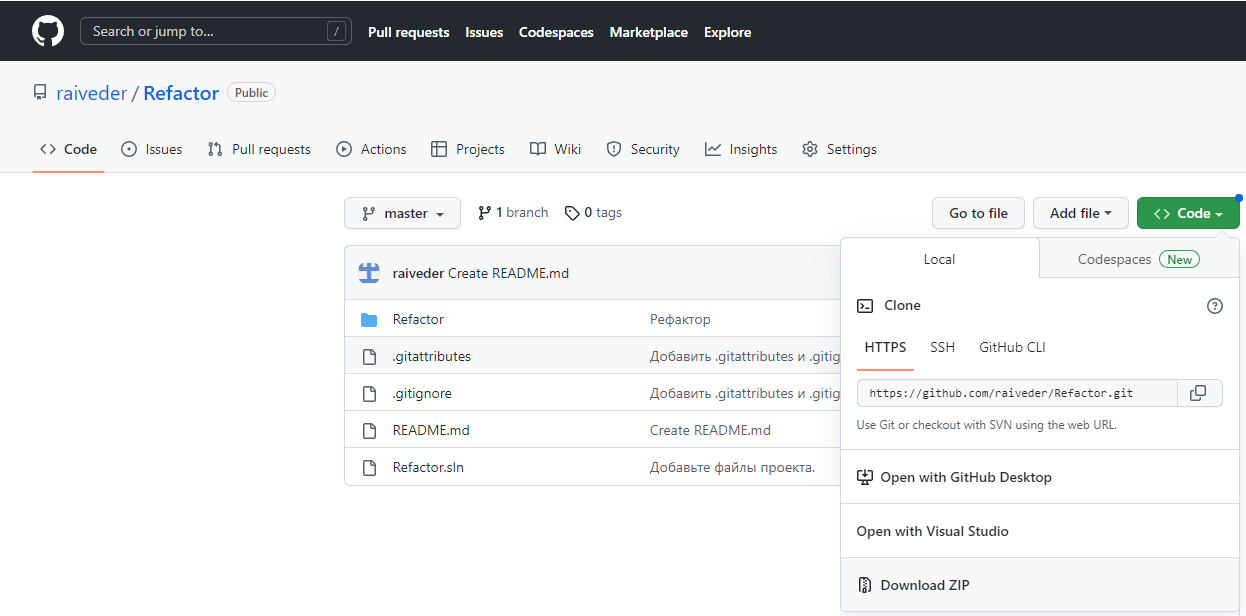 Search or jump to... / Pull requests Issues Codespaces Marketplace Explore
raiveder / Refactor Public
Code Issues Pull requests Actions Projects Wiki Security Insights Settings
master 1 branch 0 tags Go to file Add file Code
Local Codespaces New
raiveder Create README.md
Clone
Refactor Рефактор
HTTPS SSH GitHub CLI
.gitattributes Добавить .gitattributes и .gitig
https://github.com/raiveder/Refactor.git
.gitignore Добавить .gitattributes и .gitig
Use Git or checkout with SVN using the web URL.
README.md Create README.md
Refactor.sln Добавьте файлы проекта.
Open with GitHub Desktop
Open with Visual Studio
Download ZIP